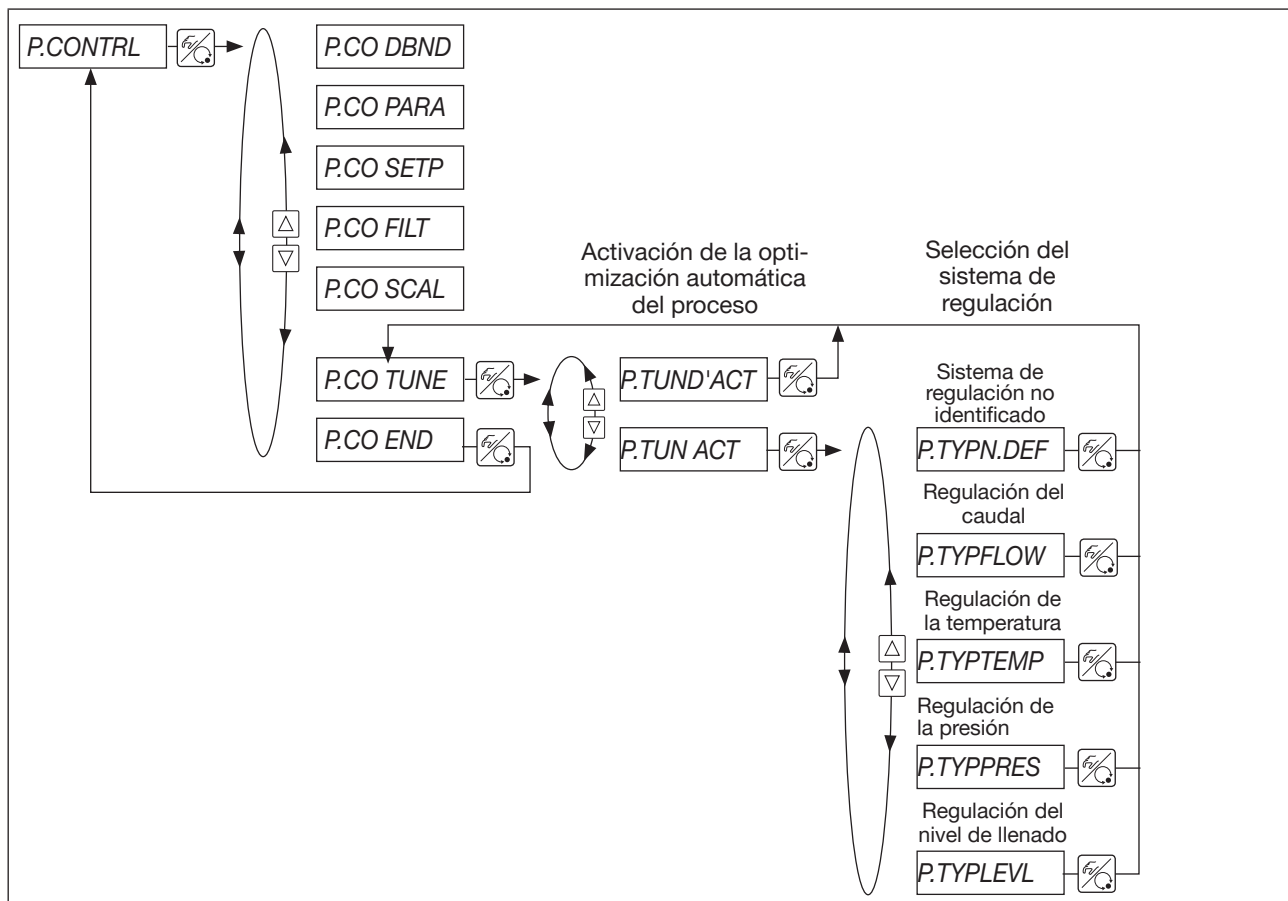 P.CONTRL
P.CO DBND
P.CO PARA
P.CO SETP
P.CO FILT
P.CO SCAL
Activación de la opti-
mización automática
del proceso
Selección del
sistema de
regulación
P.CO TUNE
P.TUND'ACT
Sistema de
regulación no
identificado
P.CO END
P.TUN ACT
P.TYPN.DEF
Regulación del
caudal
P.TYPFLOW
Regulación de
la temperatura
P.TYPTEMP
Regulación de
la presión
P.TYPPRES
Regulación del
nivel de llenado
P.TYPLEVL